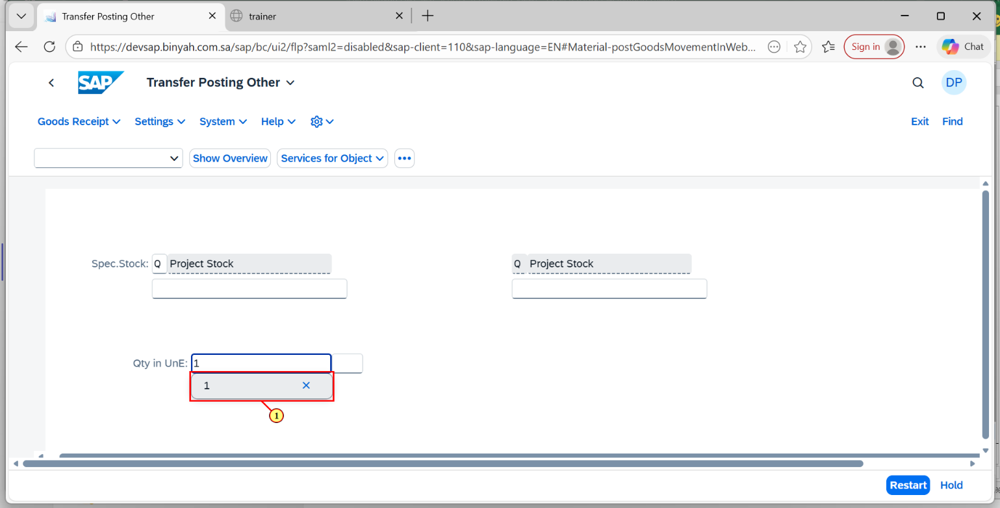 Transfer Posting Other
trainer
https://devsap.binyah.com.sa/sap/bc/ui2/flp?saml2=disabled&sap-client=110&sap-language=EN#Material-postGoodsMovementInWeb...
Sign in
Chat
SAP
Transfer Posting Other
DP
Goods Receipt
Settings
System
Help
Exit
Find
Show Overview
Services for Object
Spec.Stock: Q Project Stock
Q Project Stock
Qty in UnE: 1
1
1
Restart
Hold